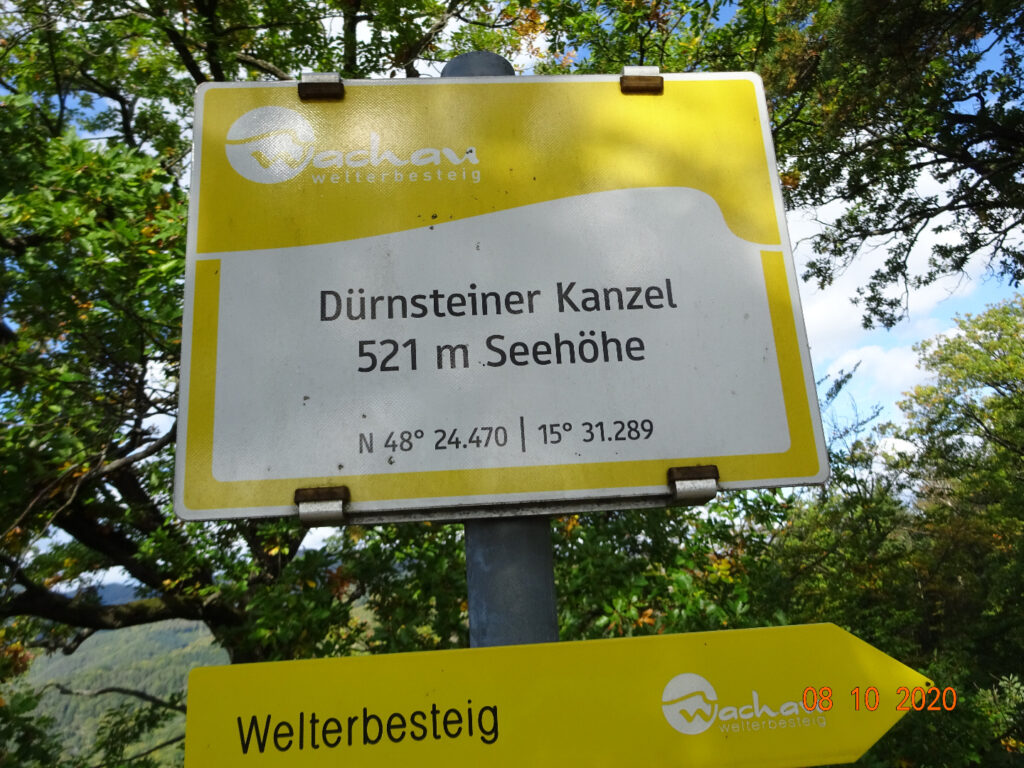 Wachau
welterbesteig
Dürnsteiner Kanzel
521 m Seehöhe
N 48° 24.470 | 15° 31.289
Welterbesteig
Wachau
welterbesteig
08 10 2020